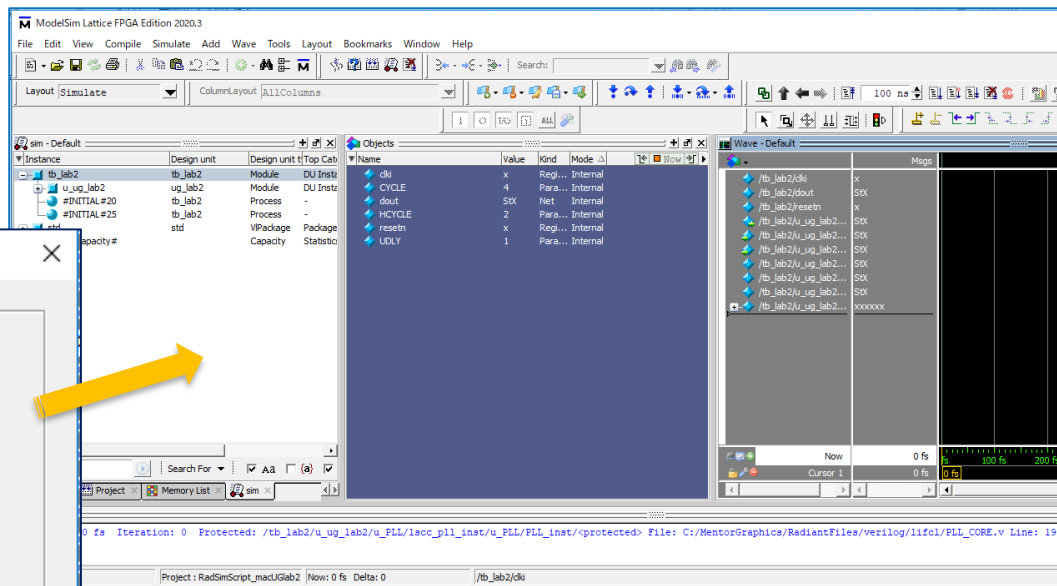 ModelSim Lattice FPGA Edition 2020.3
File Edit View Compile Simulate Add Wave Tools Layout Bookmarks Window Help
Search:
Layout Simulate ColumnLayout AllColumns 100 ns
sim - Default
Instance Design unit Design unit t Top Cat
tb_lab2 tb_lab2 Module DU Insta
u_ug_lab2 ug_lab2 Module DU Insta
#INITIAL#20 tb_lab2 Process -
#INITIAL#25 tb_lab2 Process -
std std VlPackage Package
apacity# Capacity Statistic
Search For
Project Memory List sim
Objects
Name Value Kind Mode Now
clki x Regi... Internal
CYCLE 4 Para... Internal
dout StX Net Internal
HCYCLE 2 Para... Internal
resetn x Regi... Internal
UDLY 1 Para... Internal
Wave - Default
Msgs
/tb_lab2/clki x
/tb_lab2/dout StX
/tb_lab2/resetn x
/tb_lab2/u_ug_lab2... StX
/tb_lab2/u_ug_lab2... StX
/tb_lab2/u_ug_lab2... StX
/tb_lab2/u_ug_lab2... StX
/tb_lab2/u_ug_lab2... xxxxxx
Now 0 fs fs 100 fs 200 fs
Cursor 1 0 fs 0 fs
0 fs Iteration: 0 Protected: /tb_lab2/u_ug_lab2/u_PLL/lscc_pll_inst/u_PLL/PLL_inst/<protected> File: C:/MentorGraphics/RadiantFiles/verilog/lifcl/PLL_CORE.v Line: 19
Project : RadSimScript_macUGlab2 Now: 0 fs Delta: 0 /tb_lab2/clki